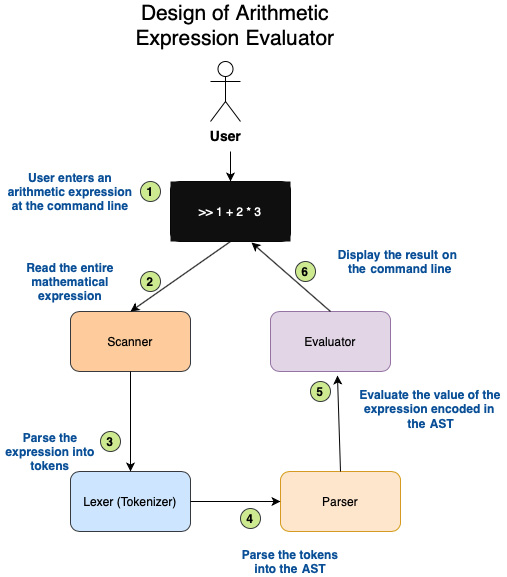 Design of Arithmetic
Expression Evaluator
User
User enters an
arithmetic expression
at the command line
1
>> 1 + 2 * 3
Read the entire
mathematical
expression
2
6
Display the result on
the command line
Scanner
Evaluator
5
Evaluate the value of the
expression encoded in
the AST
Parse the
expression into
tokens
3
Lexer (Tokenizer)
4
Parser
Parse the tokens
into the AST